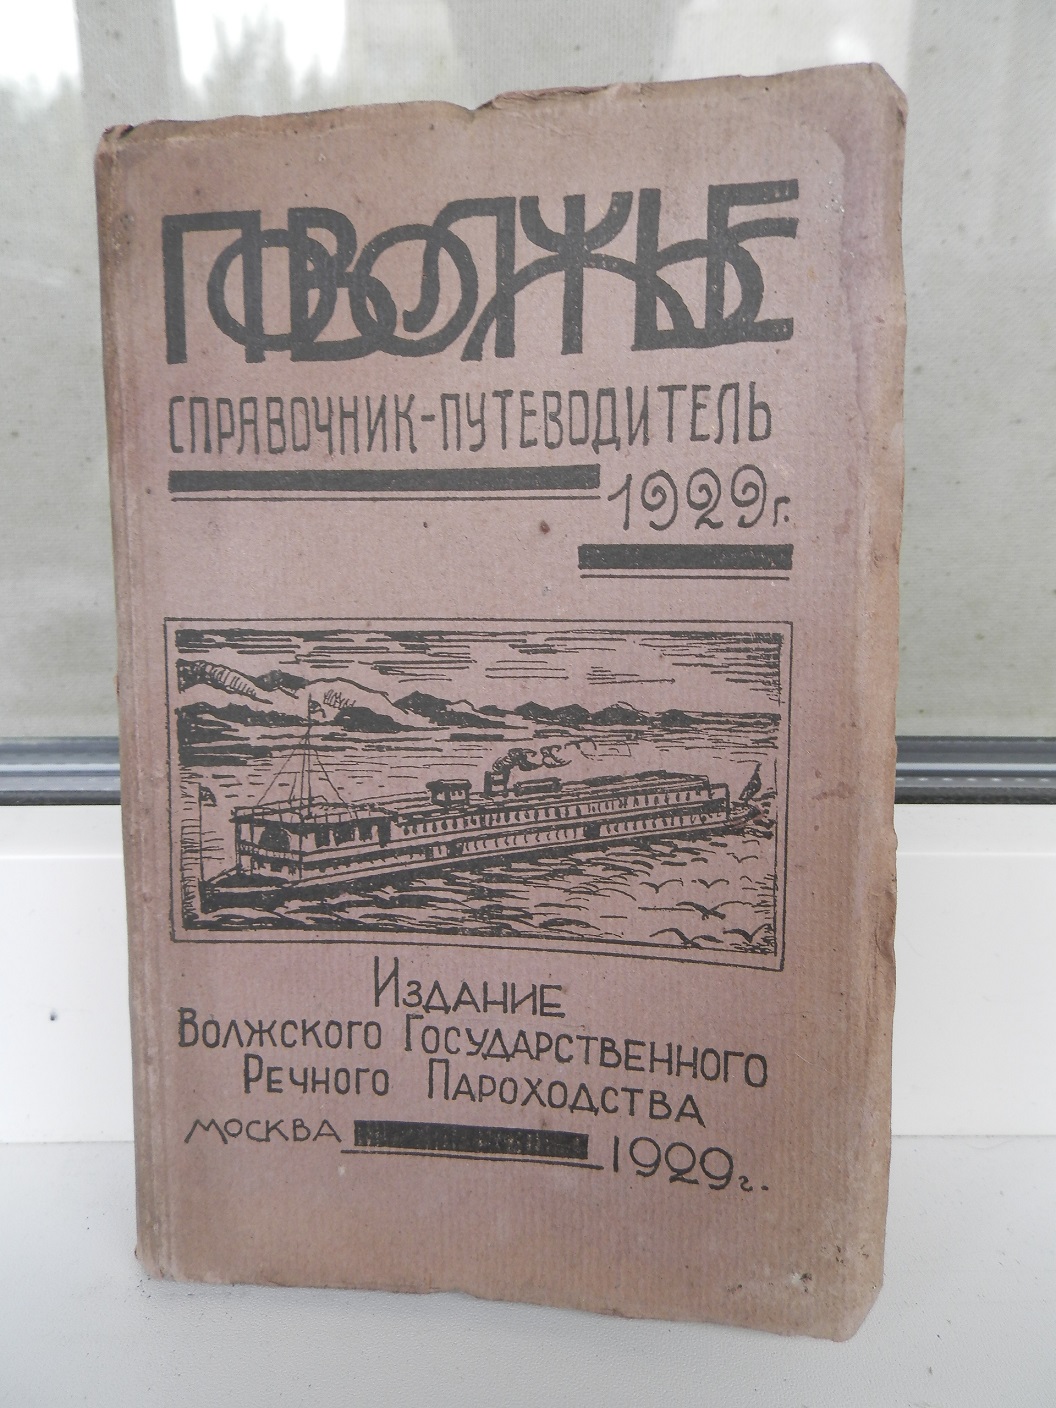 ПОВОЛЖЬЕ
СПРАВОЧНИК-ПУТЕВОДИТЕЛЬ
1929г.
ИЗДАНИЕ
ВОЛЖСКОГО ГОСУДАРСТВЕННОГО
РЕЧНОГО ПАРОХОДСТВА
МОСКВА 1929г.